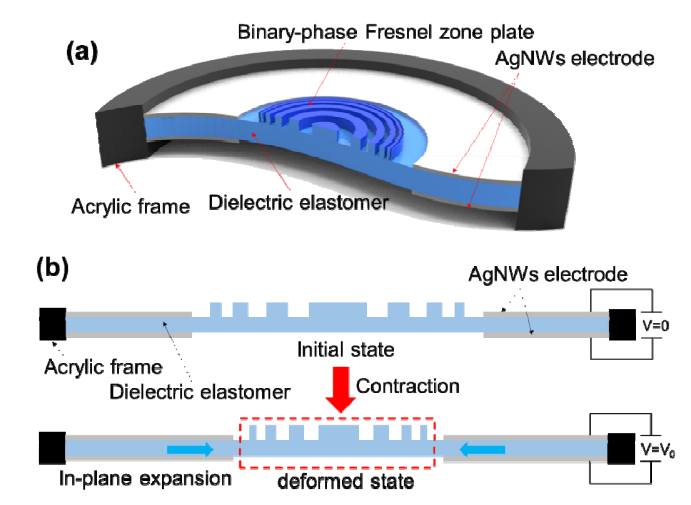 (a)
Binary-phase Fresnel zone plate
AgNWs electrode
Acrylic frame
Dielectric elastomer
(b)
AgNWs electrode
V=0
Initial state
Acrylic frame
Dielectric elastomer
Contraction
V=V₀
In-plane expansion
deformed state